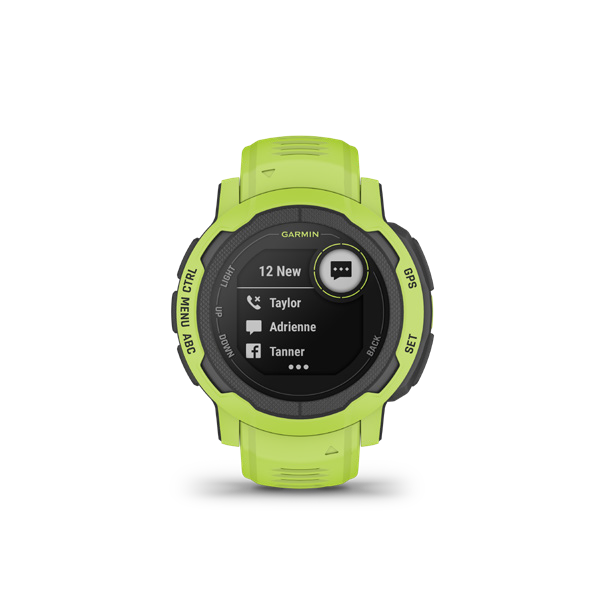 GARMIN
LIGHT
CTRL
MENU
ABC
UP
DOWN
GPS
SET
BACK
12 New
Taylor
Adrienne
Tanner